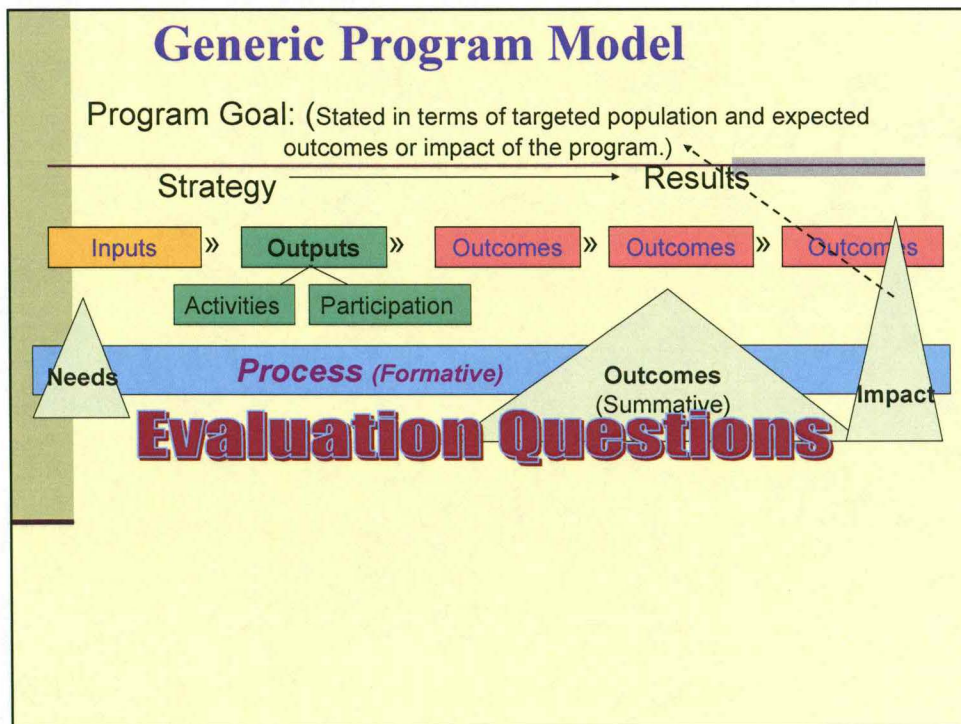 Generic Program Model
Program Goal: (Stated in terms of targeted population and expected
outcomes or impact of the program.)
Strategy Results
Inputs » Outputs » Outcomes » Outcomes » Outcomes
Activities Participation
Needs Process (Formative) Outcomes
(Summative) Impact
Evaluation Questions